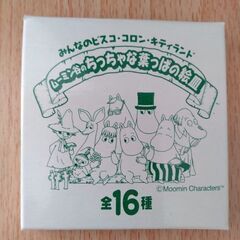 みんなのビスコ・コロン・キティランド
ムーミン谷のちっちゃな葉っぱの絵皿
全16種
©Moomin Characters™